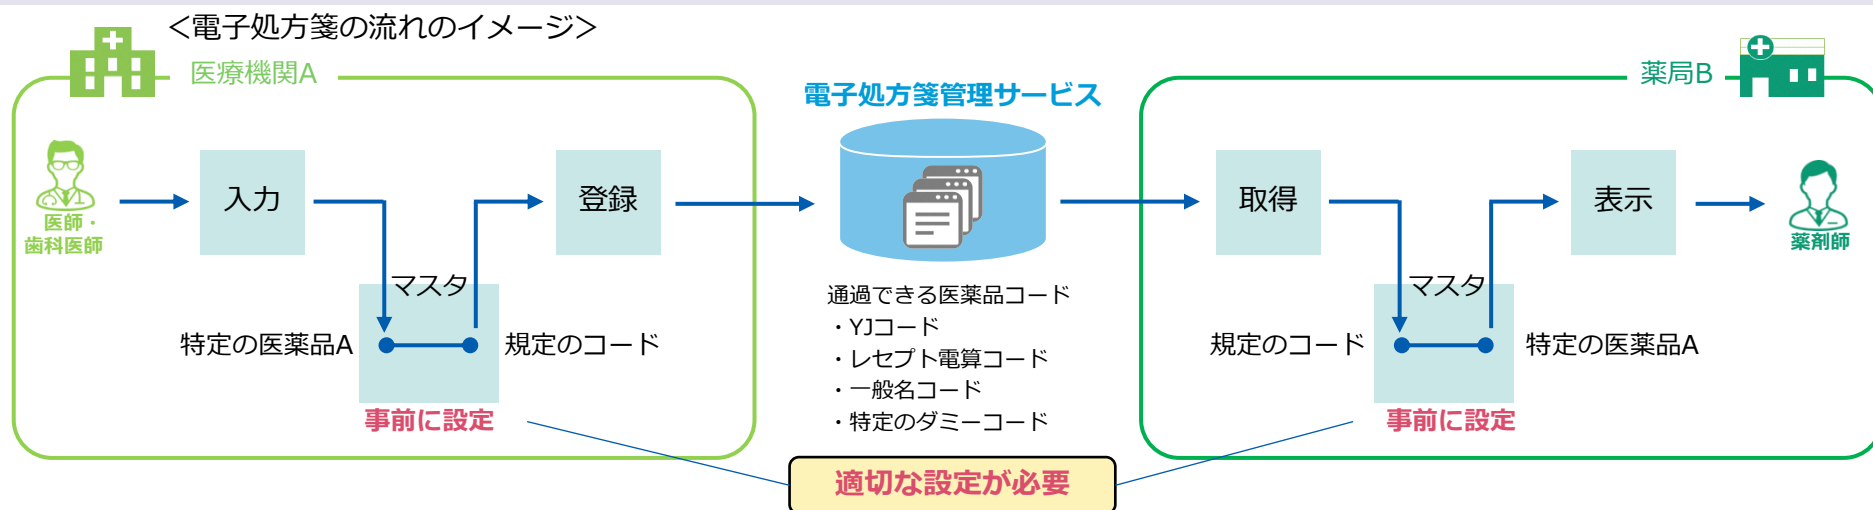 ＜電子処方箋の流れのイメージ＞
医療機関A
医師・
歯科医師
入力
マスタ
特定の医薬品A
規定のコード
事前に設定
登録
電子処方箋管理サービス
通過できる医薬品コード
・YJコード
・レセプト電算コード
・一般名コード
・特定のダミーコード
適切な設定が必要
薬局B
取得
マスタ
規定のコード
特定の医薬品A
事前に設定
表示
薬剤師